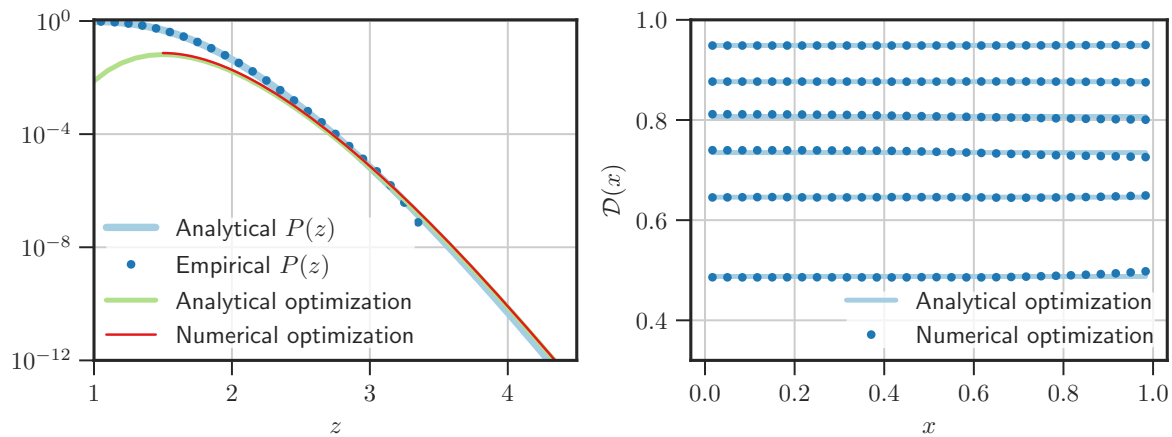 10⁰
10⁻⁴
10⁻⁸
10⁻¹²
1
2
3
4
z
Analytical P(z)
Empirical P(z)
Analytical optimization
Numerical optimization
1.0
0.8
0.6
0.4
𝒟(x)
0.0
0.2
0.4
0.6
0.8
1.0
x
Analytical optimization
Numerical optimization